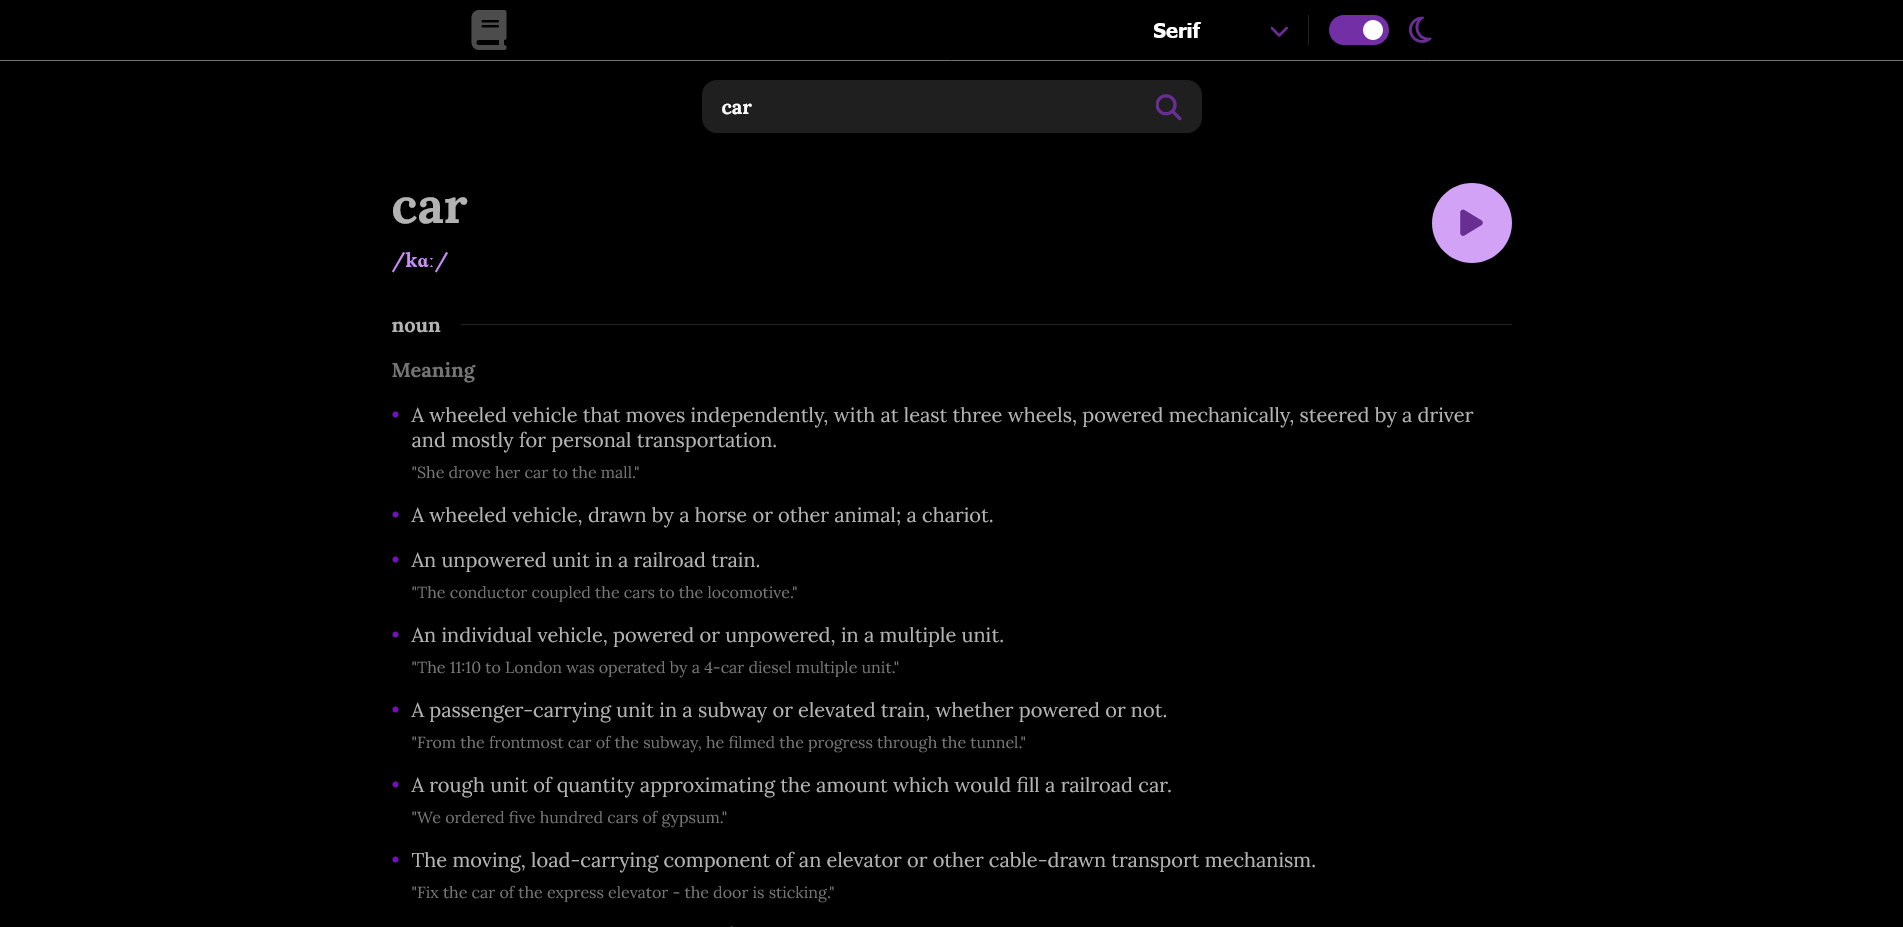 Serif
car
car
/kɑː/
noun
Meaning
A wheeled vehicle that moves independently, with at least three wheels, powered mechanically, steered by a driver
and mostly for personal transportation.
"She drove her car to the mall."
A wheeled vehicle, drawn by a horse or other animal; a chariot.
An unpowered unit in a railroad train.
"The conductor coupled the cars to the locomotive."
An individual vehicle, powered or unpowered, in a multiple unit.
"The 11:10 to London was operated by a 4-car diesel multiple unit."
A passenger-carrying unit in a subway or elevated train, whether powered or not.
"From the frontmost car of the subway, he filmed the progress through the tunnel."
A rough unit of quantity approximating the amount which would fill a railroad car.
"We ordered five hundred cars of gypsum."
The moving, load-carrying component of an elevator or other cable-drawn transport mechanism.
"Fix the car of the express elevator - the door is sticking."